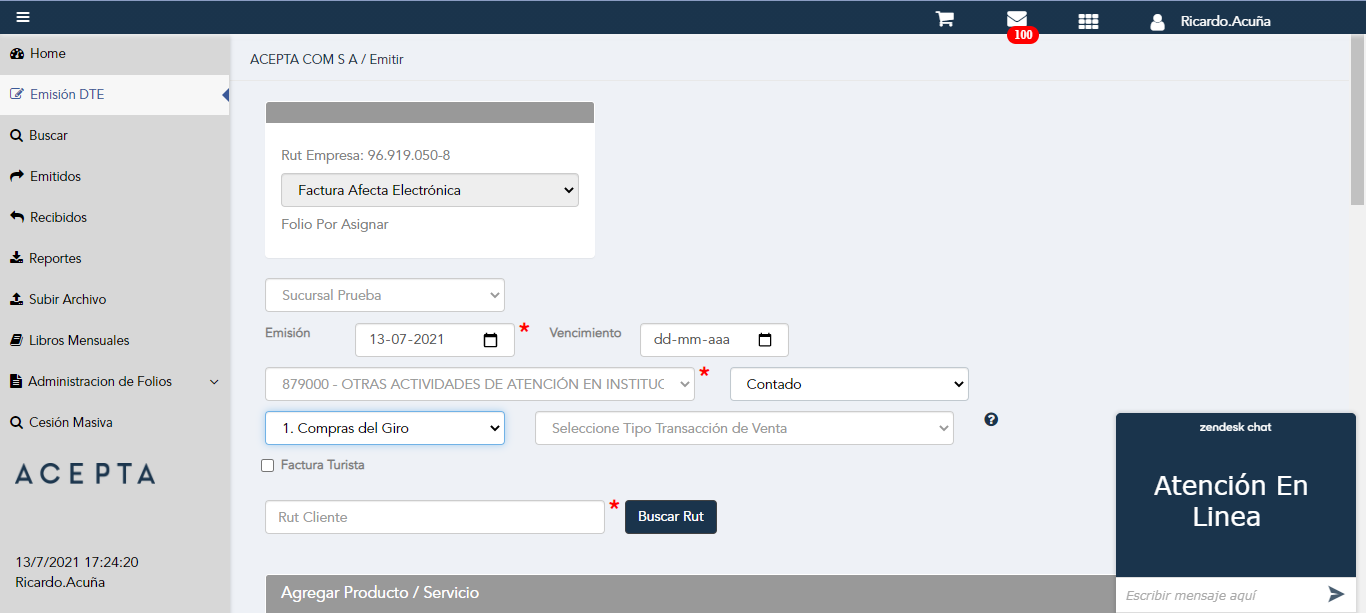 Ricardo.Acuña
100
Home
Emisión DTE
Buscar
Emitidos
Recibidos
Reportes
Subir Archivo
Libros Mensuales
Administracion de Folios
Cesión Masiva
ACEPTA
13/7/2021 17:24:20
Ricardo.Acuña
ACEPTA COM S A / Emitir
Rut Empresa: 96.919.050-8
Factura Afecta Electrónica
Folio Por Asignar
Sucursal Prueba
Emisión 13-07-2021 * Vencimiento dd-mm-aaa
879000 - OTRAS ACTIVIDADES DE ATENCIÓN EN INSTITUC * Contado
1. Compras del Giro Seleccione Tipo Transacción de Venta ?
Factura Turista
Rut Cliente * Buscar Rut
Agregar Producto / Servicio
zendesk chat
Atención En
Linea
Escribir mensaje aquí